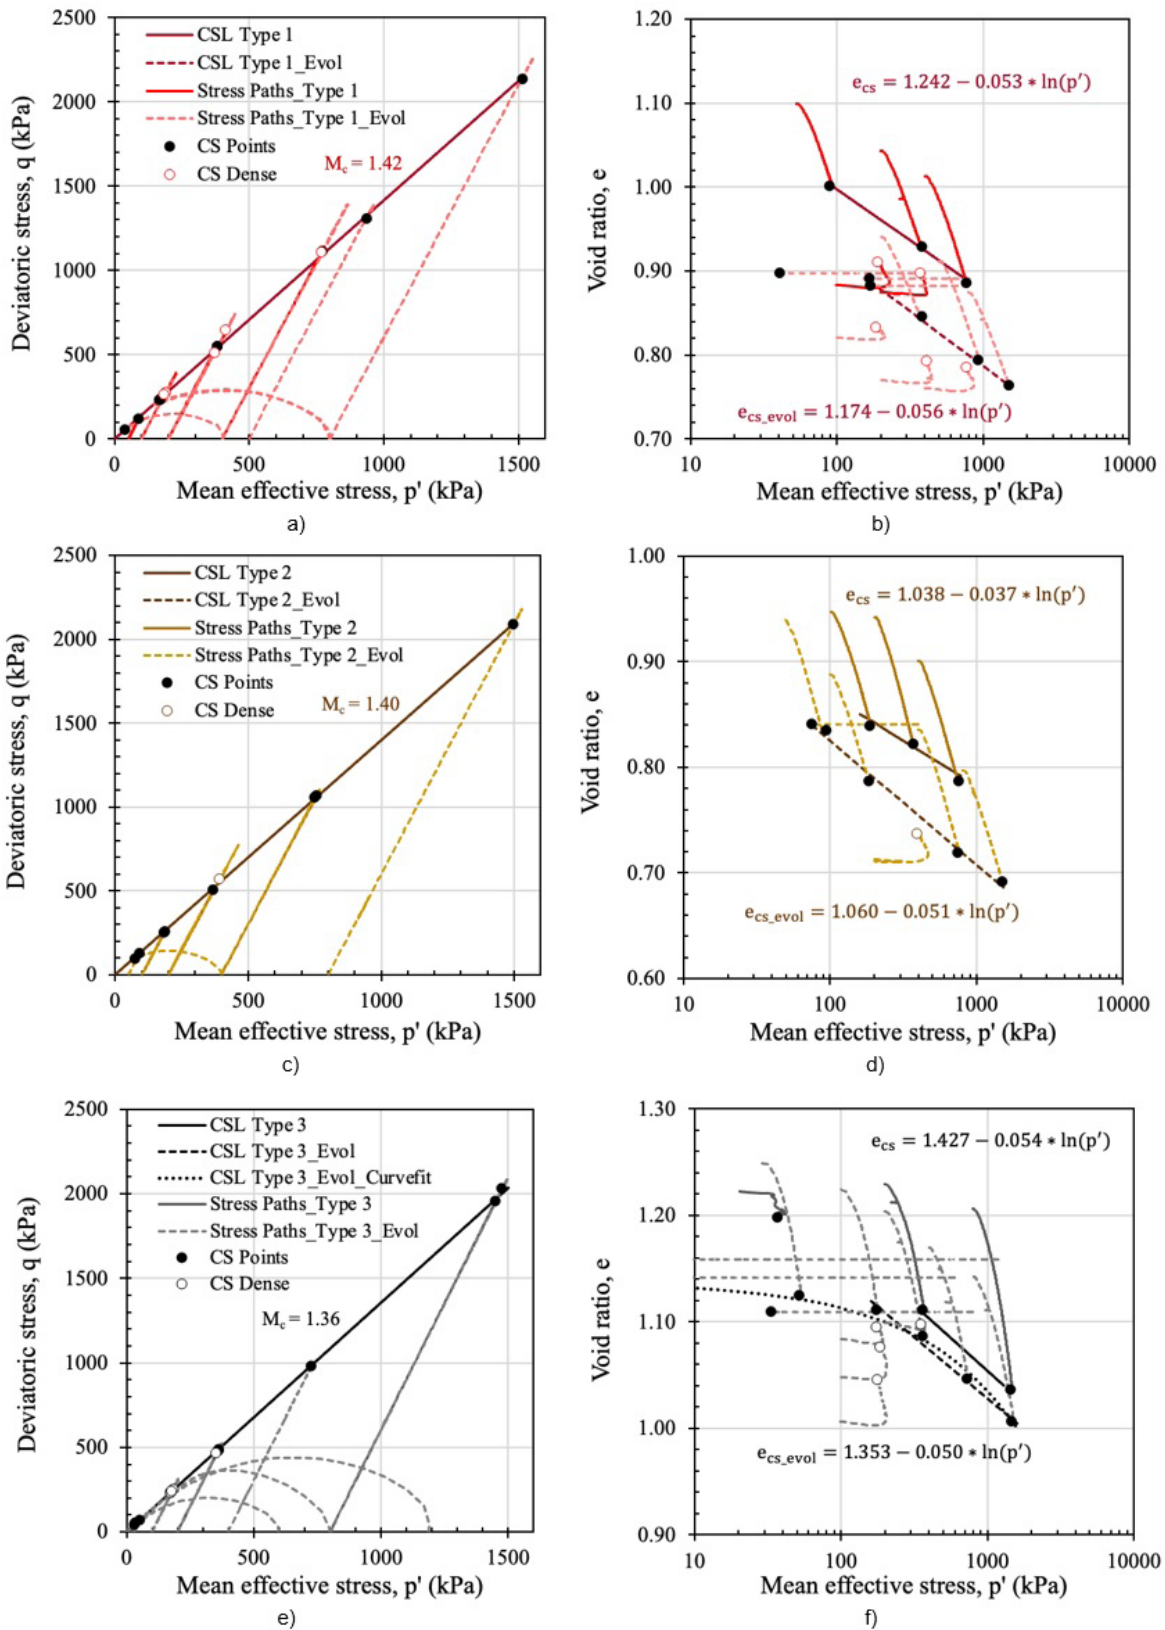 2500
2000
1500
1000
500
0
Deviatoric stress, q (kPa)
CSL Type 1
CSL Type 1_Evol
Stress Paths_Type 1
Stress Paths_Type 1_Evol
CS Points
CS Dense
M_c = 1.42
0 500 1000 1500
Mean effective stress, p' (kPa)
a)
1.20
1.10
1.00
0.90
0.80
0.70
Void ratio, e
e_cs = 1.242 − 0.053 * ln(p′)
e_cs_evol = 1.174 − 0.056 * ln(p′)
10 100 1000 10000
Mean effective stress, p' (kPa)
b)
2500
2000
1500
1000
500
0
Deviatoric stress, q (kPa)
CSL Type 2
CSL Type 2_Evol
Stress Paths_Type 2
Stress Paths_Type 2_Evol
CS Points
CS Dense
M_c = 1.40
0 500 1000 1500
Mean effective stress, p' (kPa)
c)
1.00
0.90
0.80
0.70
0.60
Void ratio, e
e_cs = 1.038 − 0.037 * ln(p′)
e_cs_evol = 1.060 − 0.051 * ln(p′)
10 100 1000 10000
Mean effective stress, p' (kPa)
d)
2500
2000
1500
1000
500
0
Deviatoric stress, q (kPa)
CSL Type 3
CSL Type 3_Evol
CSL Type 3_Evol_Curvefit
Stress Paths_Type 3
Stress Paths_Type 3_Evol
CS Points
CS Dense
M_c = 1.36
0 500 1000 1500
Mean effective stress, p' (kPa)
e)
1.30
1.20
1.10
1.00
0.90
Void ratio, e
e_cs = 1.427 − 0.054 * ln(p′)
e_cs_evol = 1.353 − 0.050 * ln(p′)
10 100 1000 10000
Mean effective stress, p' (kPa)
f)